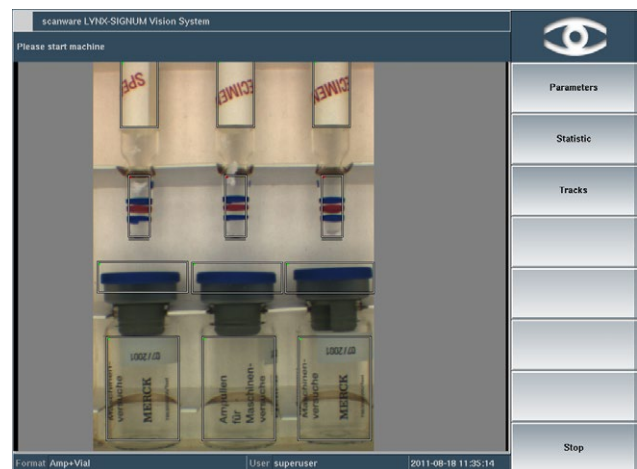 scanware LYNX-SIGNUM Vision System
Please start machine
Parameters
Statistic
Tracks
Stop
SPE
CIMEN
CIMEN
07/2001
07/2001
Maschinen-
versuche
MERCK
Ampullen
für
Maschinen-
versuche
Maschinen-
versuche
MERCK
Format Amp+Vial
User superuser
2011-08-18 11:35:14